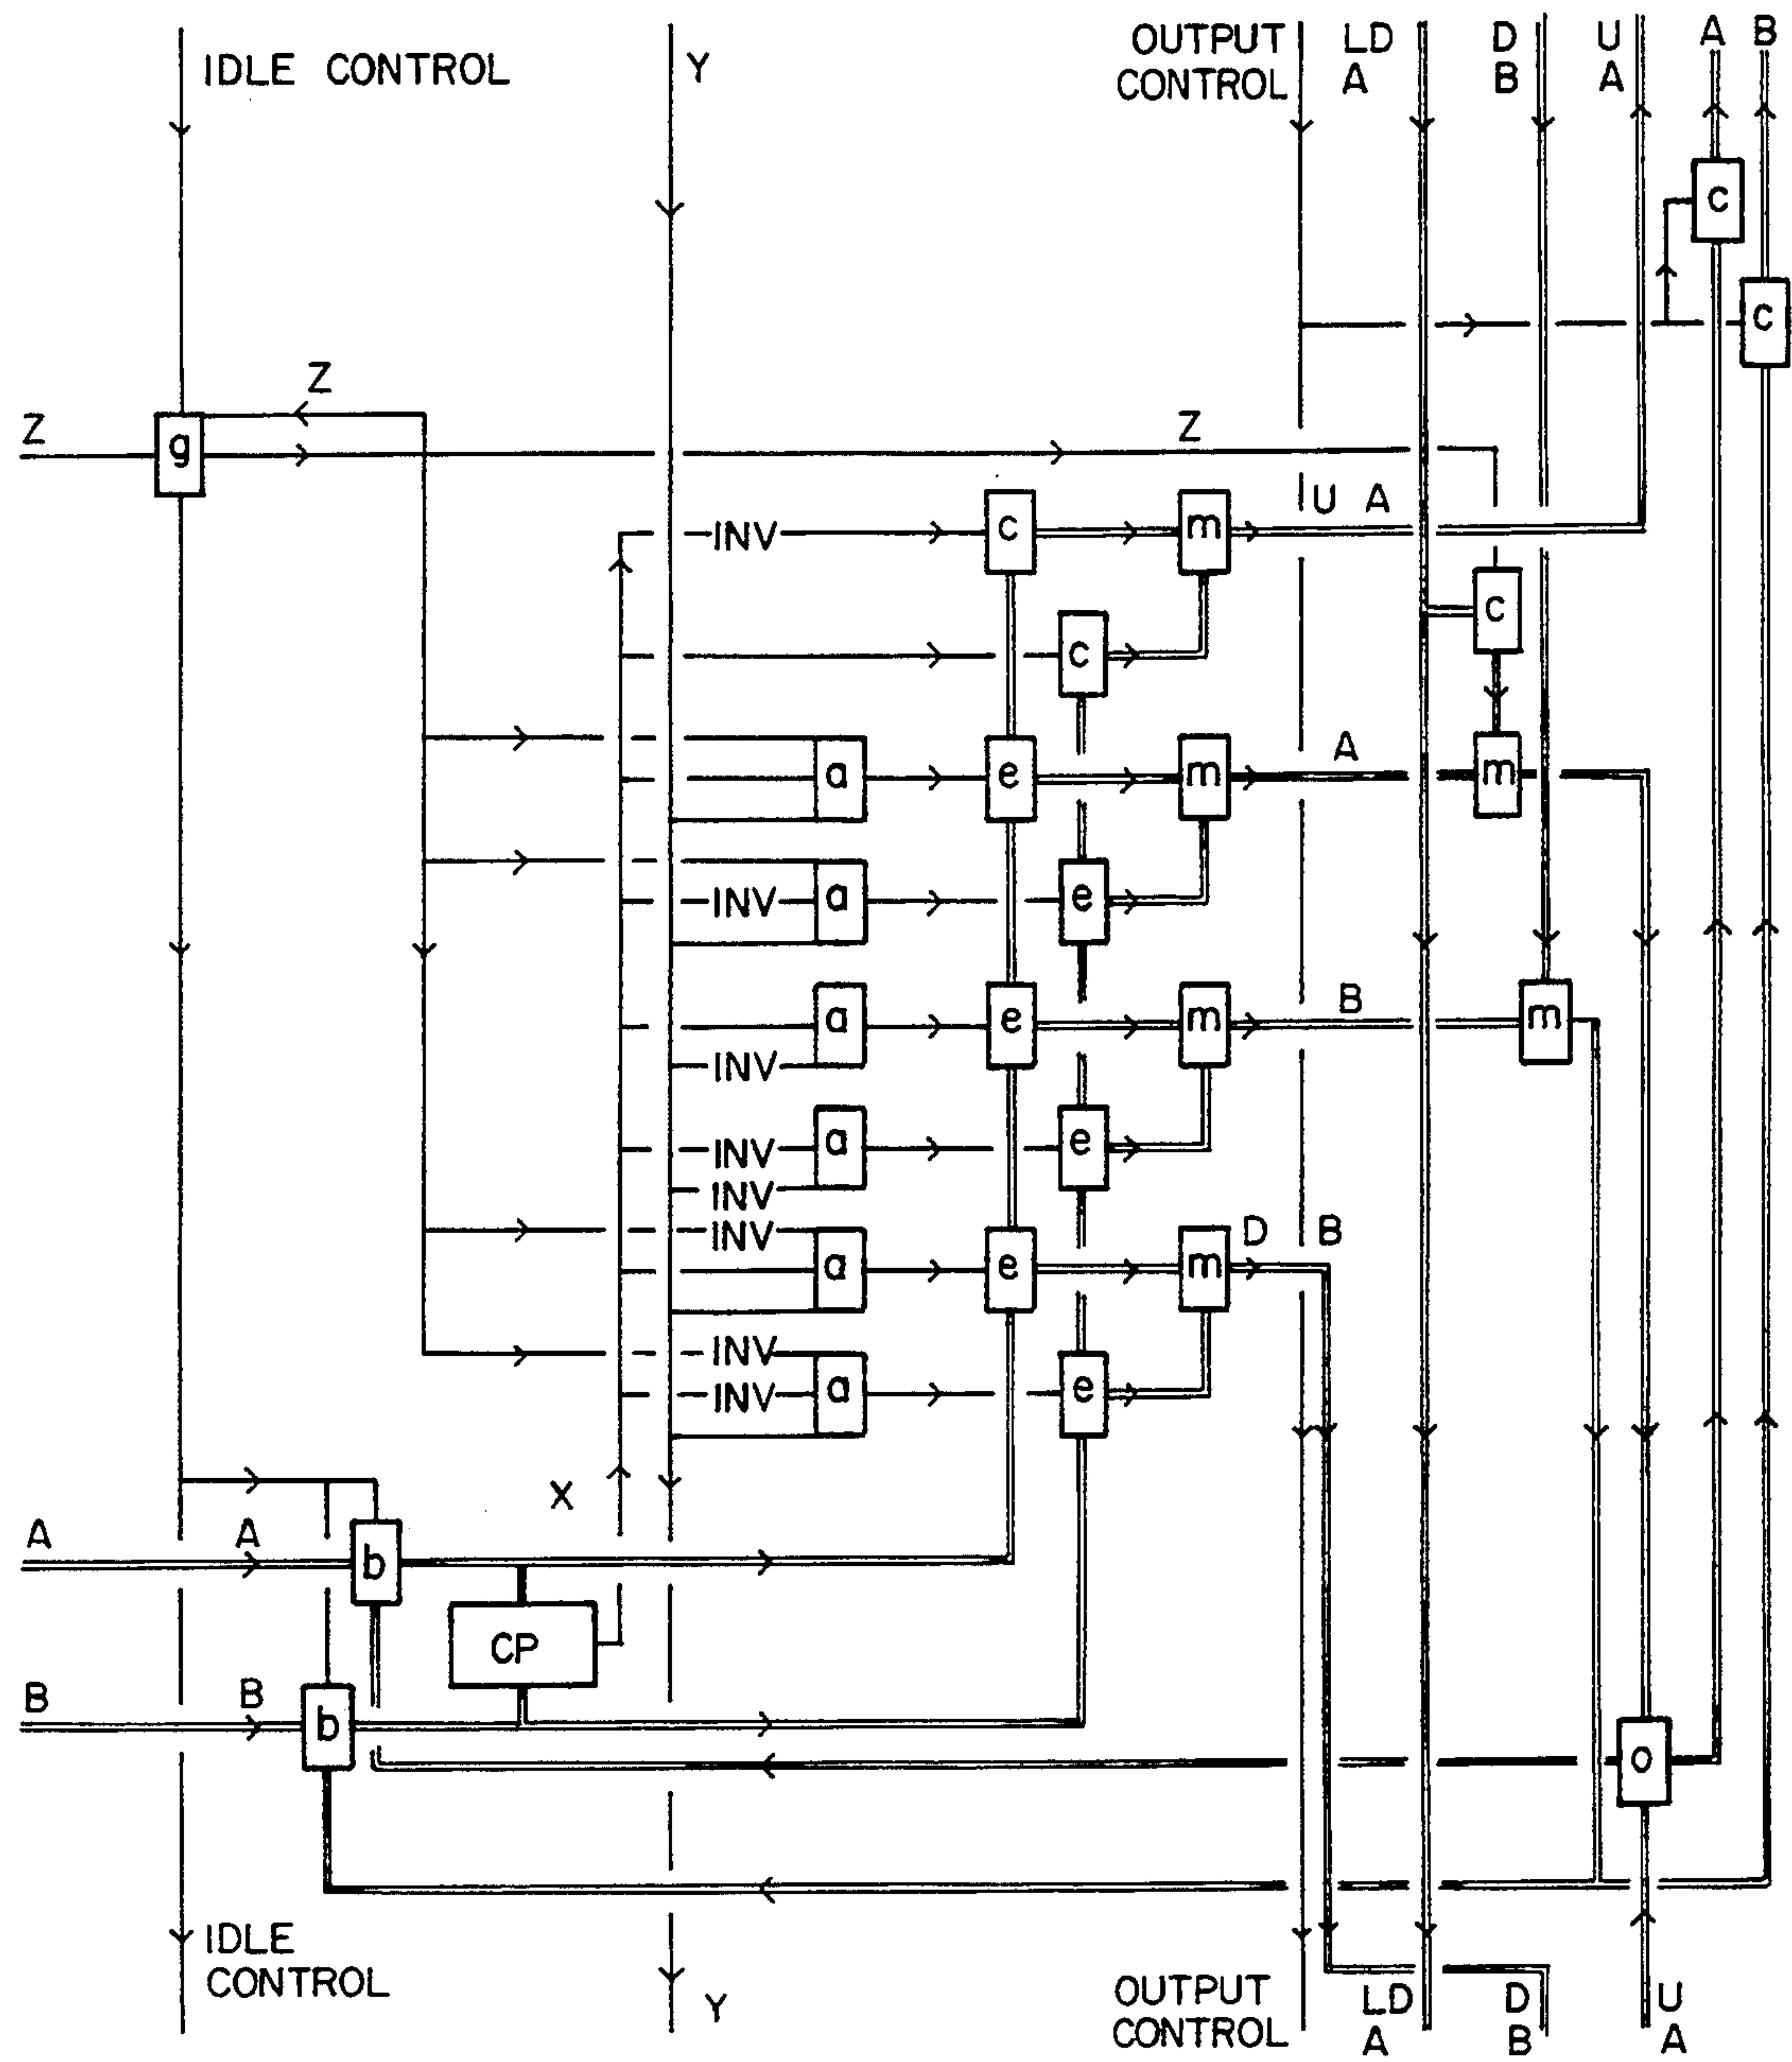 IDLE CONTROL
Y
OUTPUT
CONTROL
LD
A
D
B
U
A
A
B
c
c
Z
Z
g
Z
U A
INV
c
m
c
c
a
e
m
A
m
INV
a
e
a
e
m
B
m
INV
INV
a
e
INV
INV
a
e
m
D B
INV
INV
a
e
X
A
A
b
CP
B
B
b
o
IDLE
CONTROL
Y
OUTPUT
CONTROL
LD
A
D
B
U
A